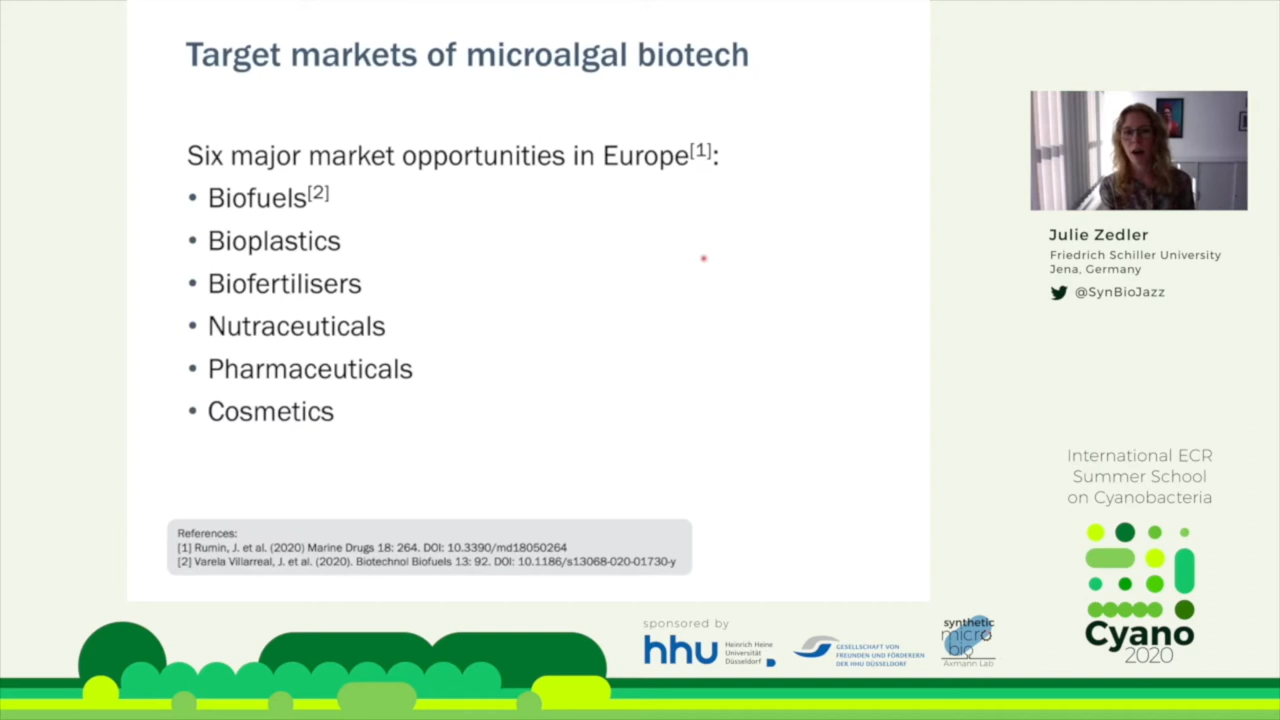 Target markets of microalgal biotech
Six major market opportunities in Europe[1]:
• Biofuels[2]
• Bioplastics
• Biofertilisers
• Nutraceuticals
• Pharmaceuticals
• Cosmetics
References:
[1] Rumin, J. et al. (2020) Marine Drugs 18: 264. DOI: 10.3390/md18050264
[2] Varela Villarreal, J. et al. (2020). Biotechnol Biofuels 13: 92. DOI: 10.1186/s13068-020-01730-y
Julie Zedler
Friedrich Schiller University
Jena, Germany
@SynBioJazz
International ECR
Summer School
on Cyanobacteria
Cyano
2020
sponsored by
hhu
Heinrich Heine
Universität
Düsseldorf
GESELLSCHAFT VON
FREUNDEN UND FÖRDERERN
DER HHU DÜSSELDORF
synthetic
micro
bio
Axmann Lab